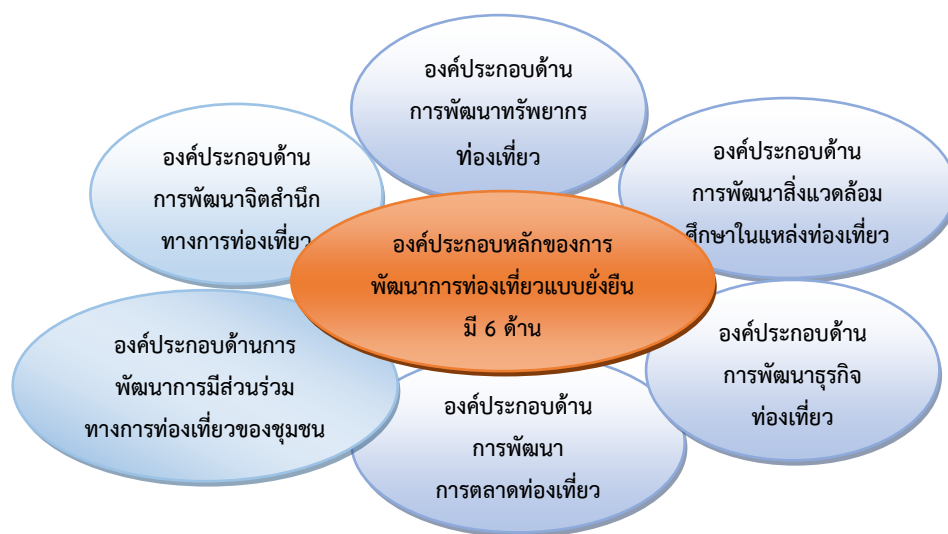 องค์ประกอบด้าน
การพัฒนาทรัพยากร
ท่องเที่ยว
องค์ประกอบด้าน
การพัฒนาจิตสำนึก
ทางการท่องเที่ยว
องค์ประกอบด้าน
การพัฒนาสิ่งแวดล้อม
ศึกษาในแหล่งท่องเที่ยว
องค์ประกอบหลักของการ
พัฒนาการท่องเที่ยวแบบยั่งยืน
มี 6 ด้าน
องค์ประกอบด้านการ
พัฒนาการมีส่วนร่วม
ทางการท่องเที่ยวของชุมชน
องค์ประกอบด้าน
การพัฒนาธุรกิจ
ท่องเที่ยว
องค์ประกอบด้าน
การพัฒนา
การตลาดท่องเที่ยว